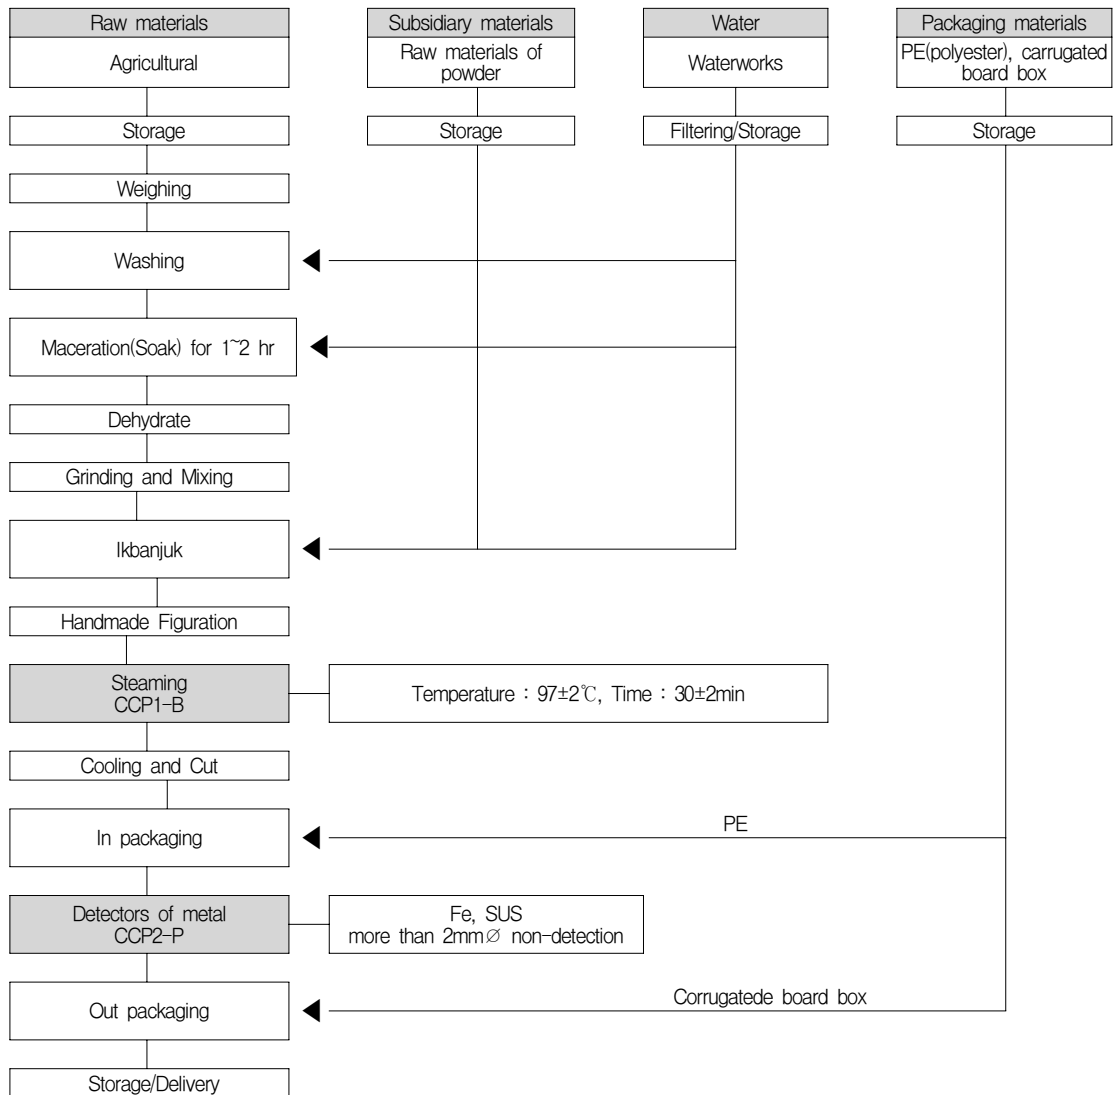 Raw materials
Subsidiary materials
Water
Packaging materials
Agricultural
Raw materials of
powder
Waterworks
PE(polyester), carrugated
board box
Storage
Storage
Filtering/Storage
Storage
Weighing
Washing
Maceration(Soak) for 1~2 hr
Dehydrate
Grinding and Mixing
Ikbanjuk
Handmade Figuration
Steaming
CCP1-B
Temperature : 97±2℃, Time : 30±2min
Cooling and Cut
In packaging
PE
Detectors of metal
CCP2-P
Fe, SUS
more than 2mm∅ non-detection
Out packaging
Corrugatede board box
Storage/Delivery